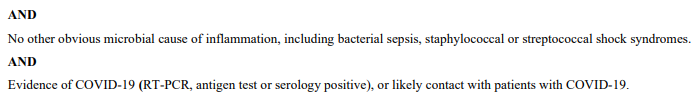 AND
No other obvious microbial cause of inflammation, including bacterial sepsis, staphylococcal or streptococcal shock syndromes.
AND
Evidence of COVID-19 (RT-PCR, antigen test or serology positive), or likely contact with patients with COVID-19.